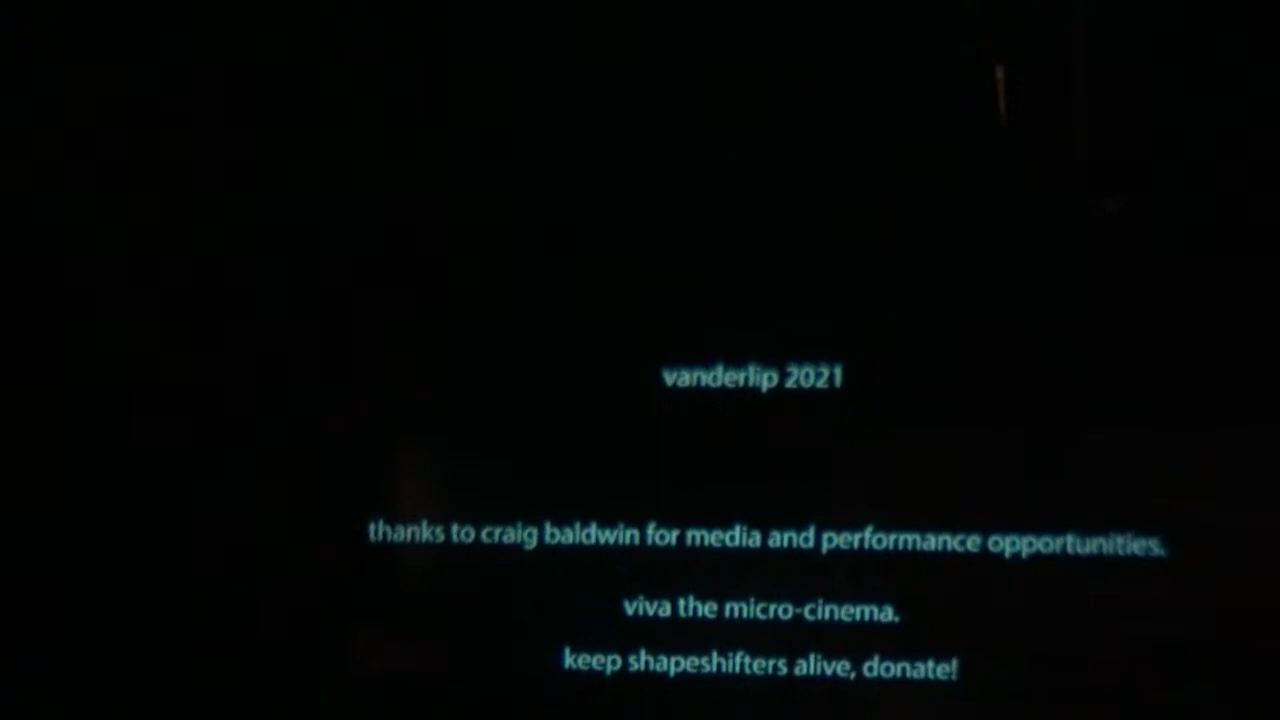 vanderlip 2021
thanks to craig baldwin for media and performance opportunities.
viva the micro-cinema.
keep shapeshifters alive, donate!